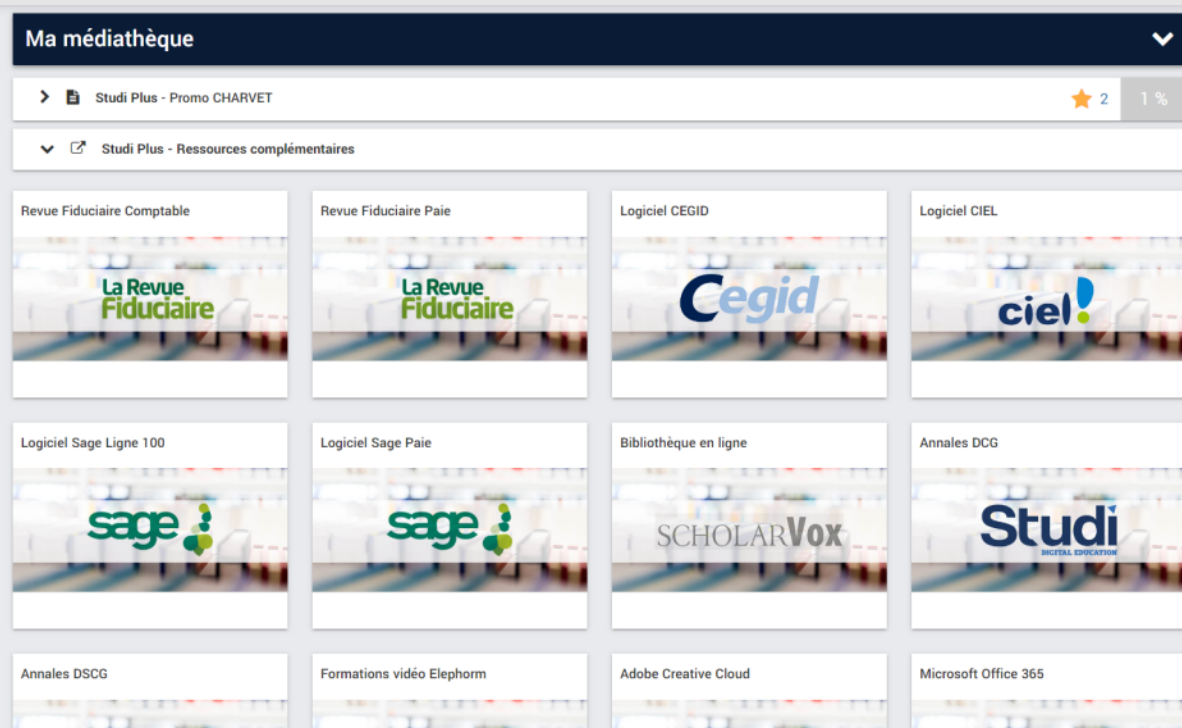 Ma médiathèque
Studi Plus - Promo CHARVET
2
1 %
Studi Plus - Ressources complémentaires
Revue Fiduciaire Comptable
Revue Fiduciaire Paie
Logiciel CEGID
Logiciel CIEL
La Revue
Fiduciaire
La Revue
Fiduciaire
Cegid
ciel!
Logiciel Sage Ligne 100
Logiciel Sage Paie
Bibliothèque en ligne
Annales DCG
sage
sage
SCHOLARVOX
Studi
DIGITAL EDUCATION
Annales DSCG
Formations vidéo Elephorm
Adobe Creative Cloud
Microsoft Office 365